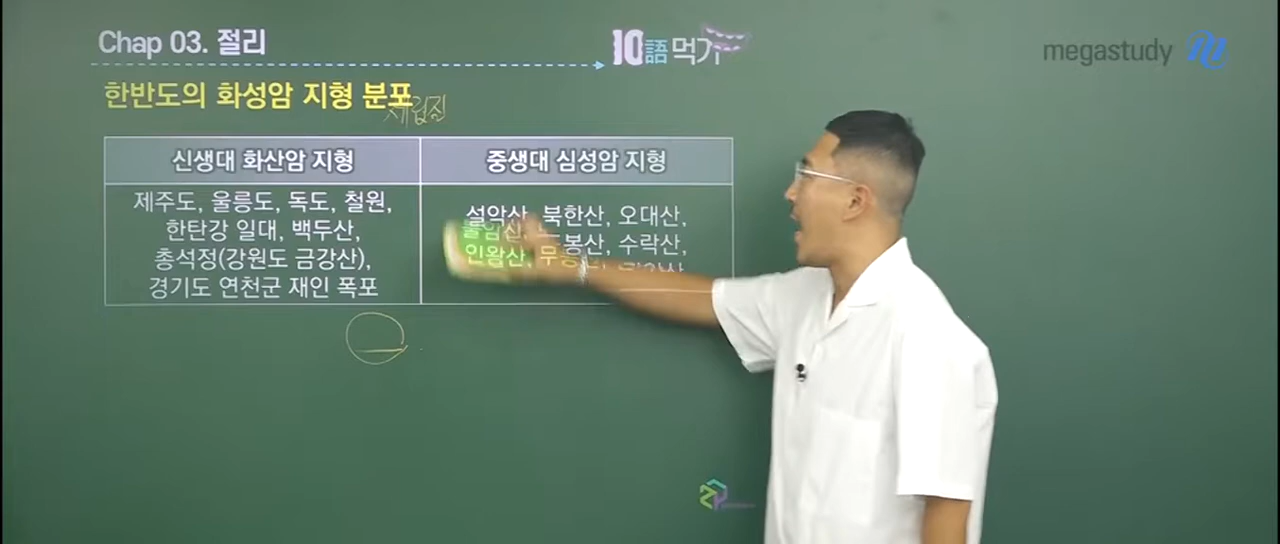 Chap 03. 절리
10語먹기
megastudy
한반도의 화성암 지형 분포
세립질
신생대 화산암 지형
중생대 심성암 지형
제주도, 울릉도, 독도, 철원,
한탄강 일대, 백두산,
총석정(강원도 금강산),
경기도 연천군 재인 폭포
설악산, 북한산, 오대산,
봉산, 수락산,
인왕산,